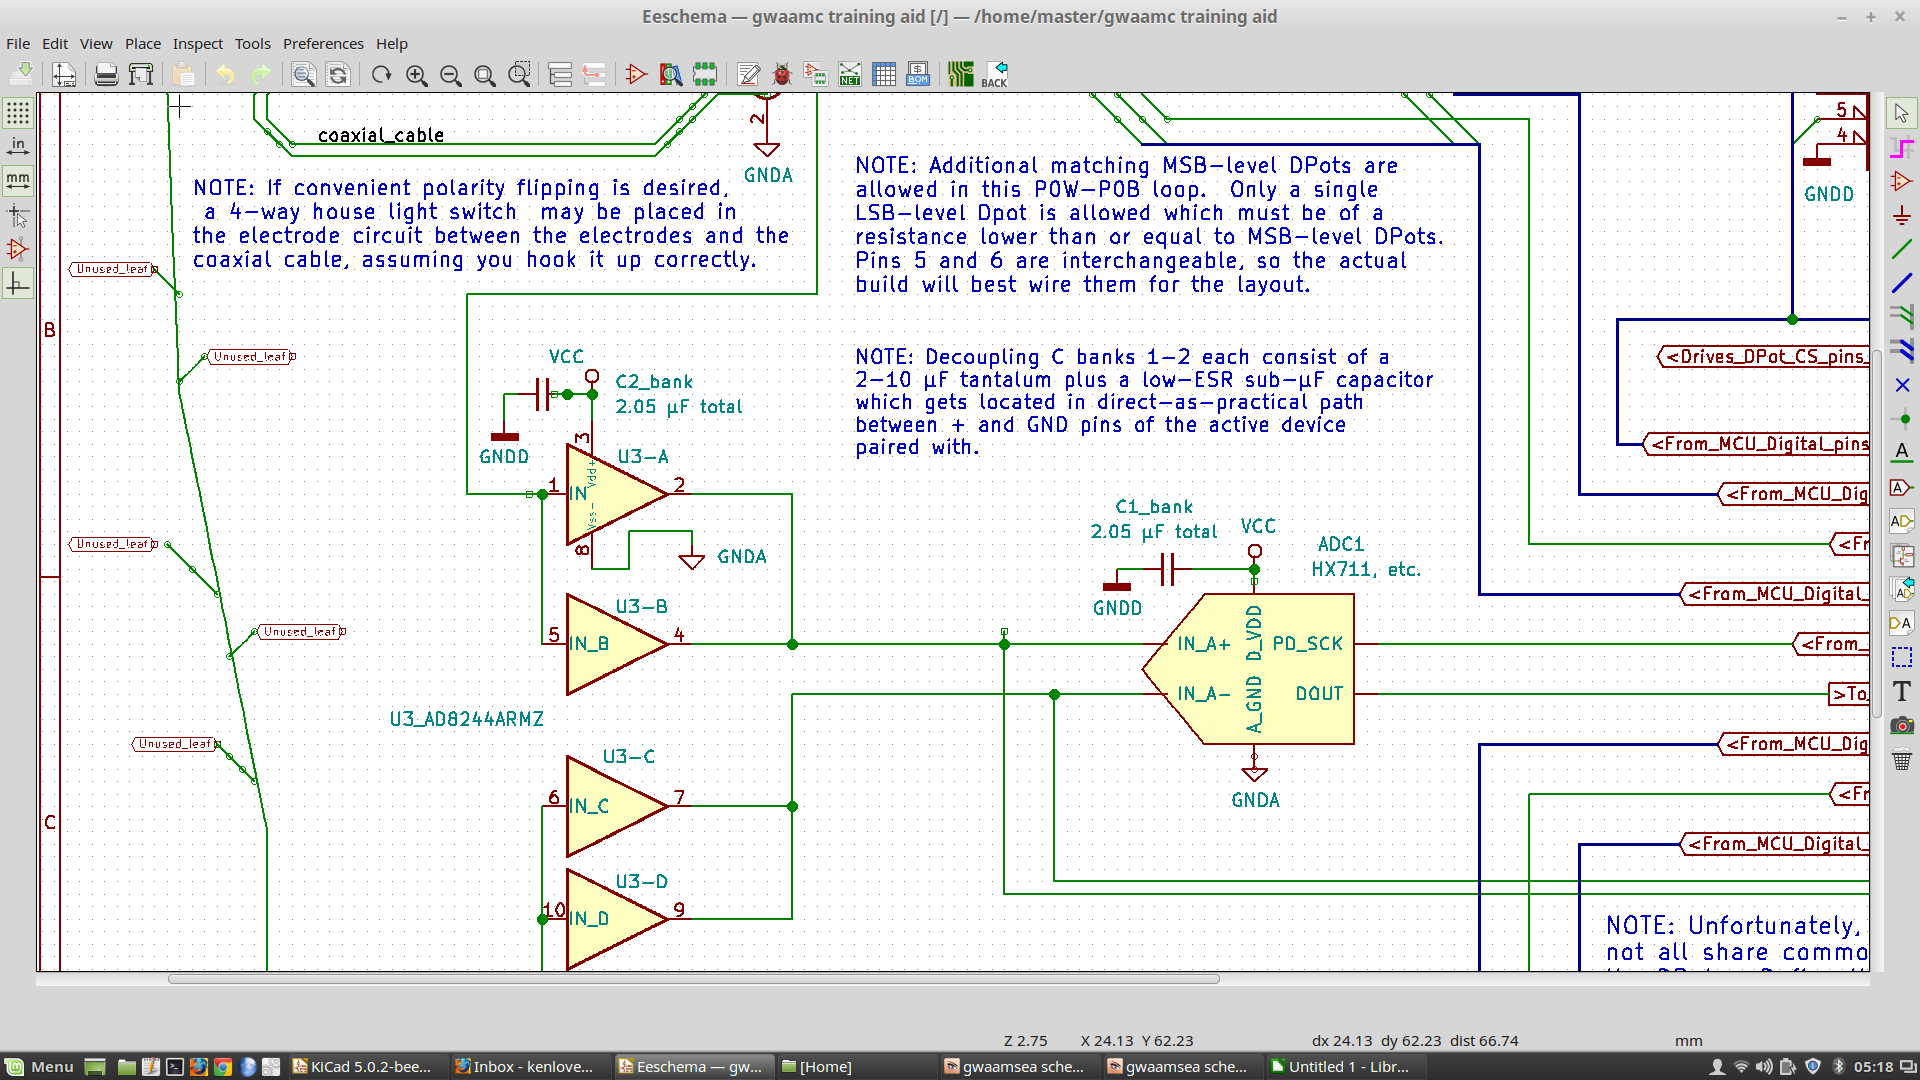 Eeschema — gwaamc training aid [/] — /home/master/gwaamc training aid
File Edit View Place Inspect Tools Preferences Help
NET
BOM
BACK
in
mm
coaxial_cable
2
GNDA
NOTE: If convenient polarity flipping is desired,
a 4-way house light switch may be placed in
the electrode circuit between the electrodes and the
coaxial cable, assuming you hook it up correctly.
NOTE: Additional matching MSB-level DPots are
allowed in this P0W-P0B loop. Only a single
LSB-level Dpot is allowed which must be of a
resistance lower than or equal to MSB-level DPots.
Pins 5 and 6 are interchangeable, so the actual
build will best wire them for the layout.
5
4
GNDD
Unused_leaf
B
Unused_leaf
NOTE: Decoupling C banks 1-2 each consist of a
2-10 µF tantalum plus a low-ESR sub-µF capacitor
which gets located in direct-as-practical path
between + and GND pins of the active device
paired with.
VCC
C2_bank
2.05 µF total
GNDD
3
U3-A
1
IN
Vdd+
Vss-
2
8
GNDA
<Drives_DPot_CS_pins_
<From_MCU_Digital_pins
<From_MCU_Dig
C1_bank
2.05 µF total
VCC
ADC1
HX711, etc.
GNDD
Unused_leaf
<Fr
<From_MCU_Digital_
U3-B
5
IN_B
4
Unused_leaf
IN_A+
D_VDD
PD_SCK
<From_
IN_A-
A_GND
DOUT
>To_
U3_AD8244ARMZ
Unused_leaf
<From_MCU_Dig
U3-C
6
IN_C
7
GNDA
<Fr
C
<From_MCU_Digital_
U3-D
10
IN_D
9
NOTE: Unfortunately,
not all share commo
Z 2.75 X 24.13 Y 62.23 dx 24.13 dy 62.23 dist 66.74 mm
Menu KiCad 5.0.2-bee... Inbox - kenlove... Eeschema — gw... [Home] gwaamsea sche... gwaamsea sche... Untitled 1 - Libr... 05:18